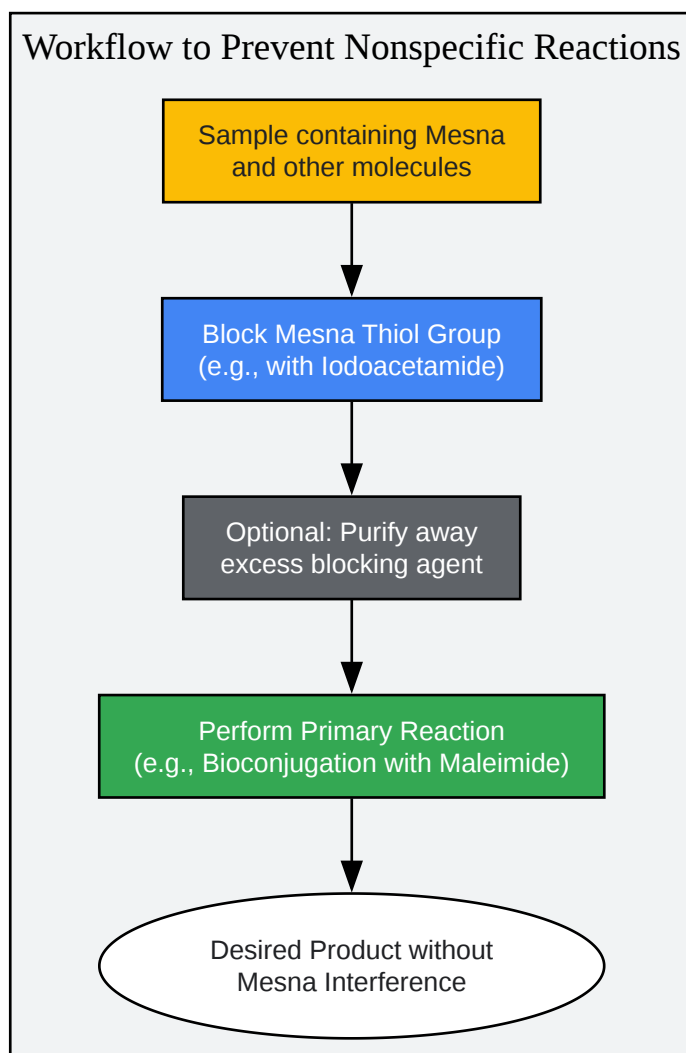 Workflow to Prevent Nonspecific Reactions
Sample containing Mesna
and other molecules
Block Mesna Thiol Group
(e.g., with Iodoacetamide)
Optional: Purify away
excess blocking agent
Perform Primary Reaction
(e.g., Bioconjugation with Maleimide)
Desired Product without
Mesna Interference